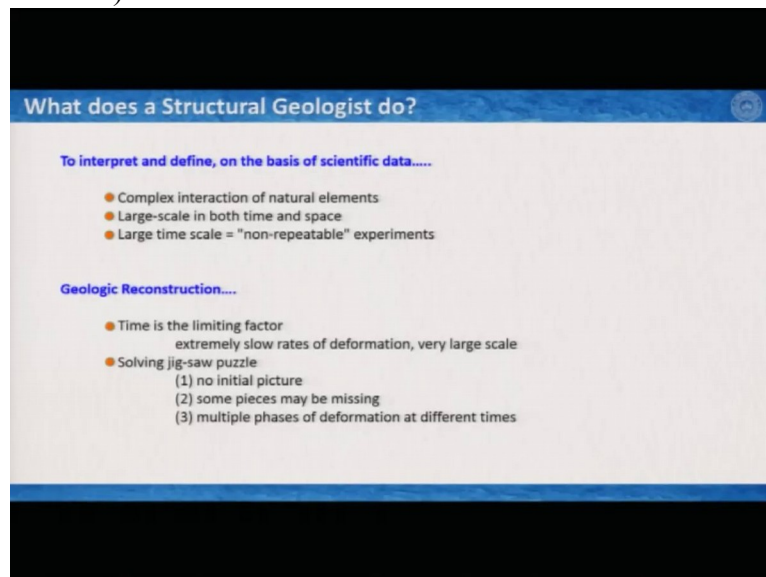 What does a Structural Geologist do?
To interpret and define, on the basis of scientific data.....
Complex interaction of natural elements
Large-scale in both time and space
Large time scale = "non-repeatable" experiments
Geologic Reconstruction....
Time is the limiting factor
extremely slow rates of deformation, very large scale
Solving jig-saw puzzle
(1) no initial picture
(2) some pieces may be missing
(3) multiple phases of deformation at different times